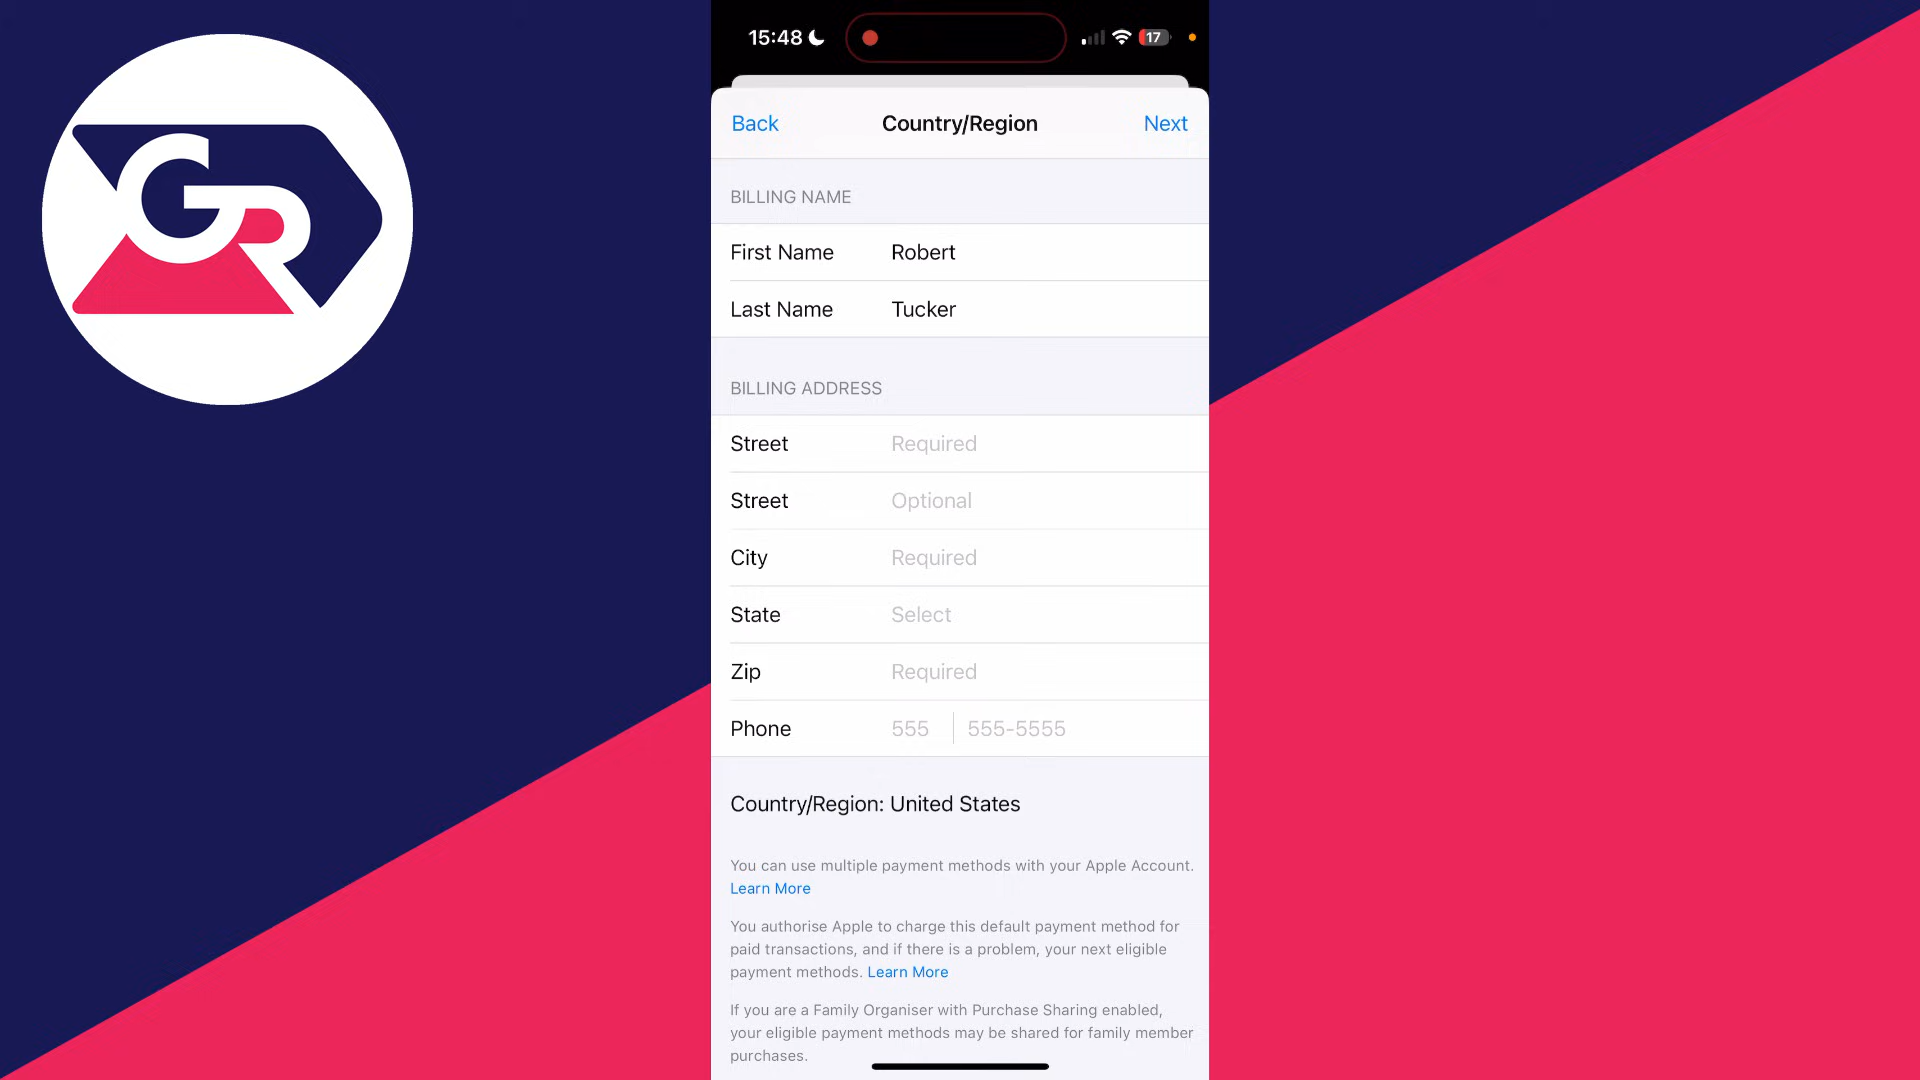 GR
15:48
17
Back
Country/Region
Next
BILLING NAME
First Name Robert
Last Name Tucker
BILLING ADDRESS
Street Required
Street Optional
City Required
State Select
Zip Required
Phone 555 555-5555
Country/Region: United States
You can use multiple payment methods with your Apple Account.
Learn More
You authorise Apple to charge this default payment method for
paid transactions, and if there is a problem, your next eligible
payment methods. Learn More
If you are a Family Organiser with Purchase Sharing enabled,
your eligible payment methods may be shared for family member
purchases.